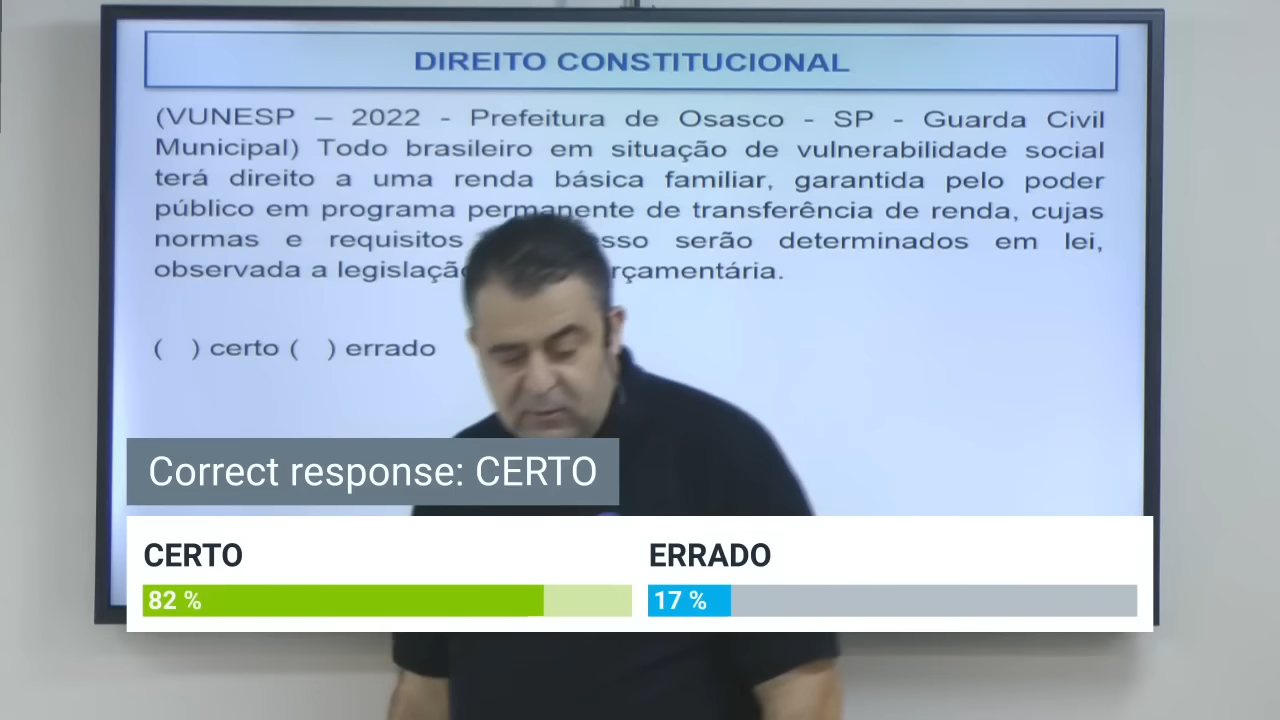 DIREITO CONSTITUCIONAL
(VUNESP – 2022 - Prefeitura de Osasco - SP - Guarda Civil
Municipal) Todo brasileiro em situação de vulnerabilidade social
terá direito a uma renda básica familiar, garantida pelo poder
público em programa permanente de transferência de renda, cujas
normas e requisitos sso serão determinados em lei,
observada a legislaçã rçamentária.
( ) certo ( ) errado
Correct response: CERTO
CERTO ERRADO
82 % 17 %